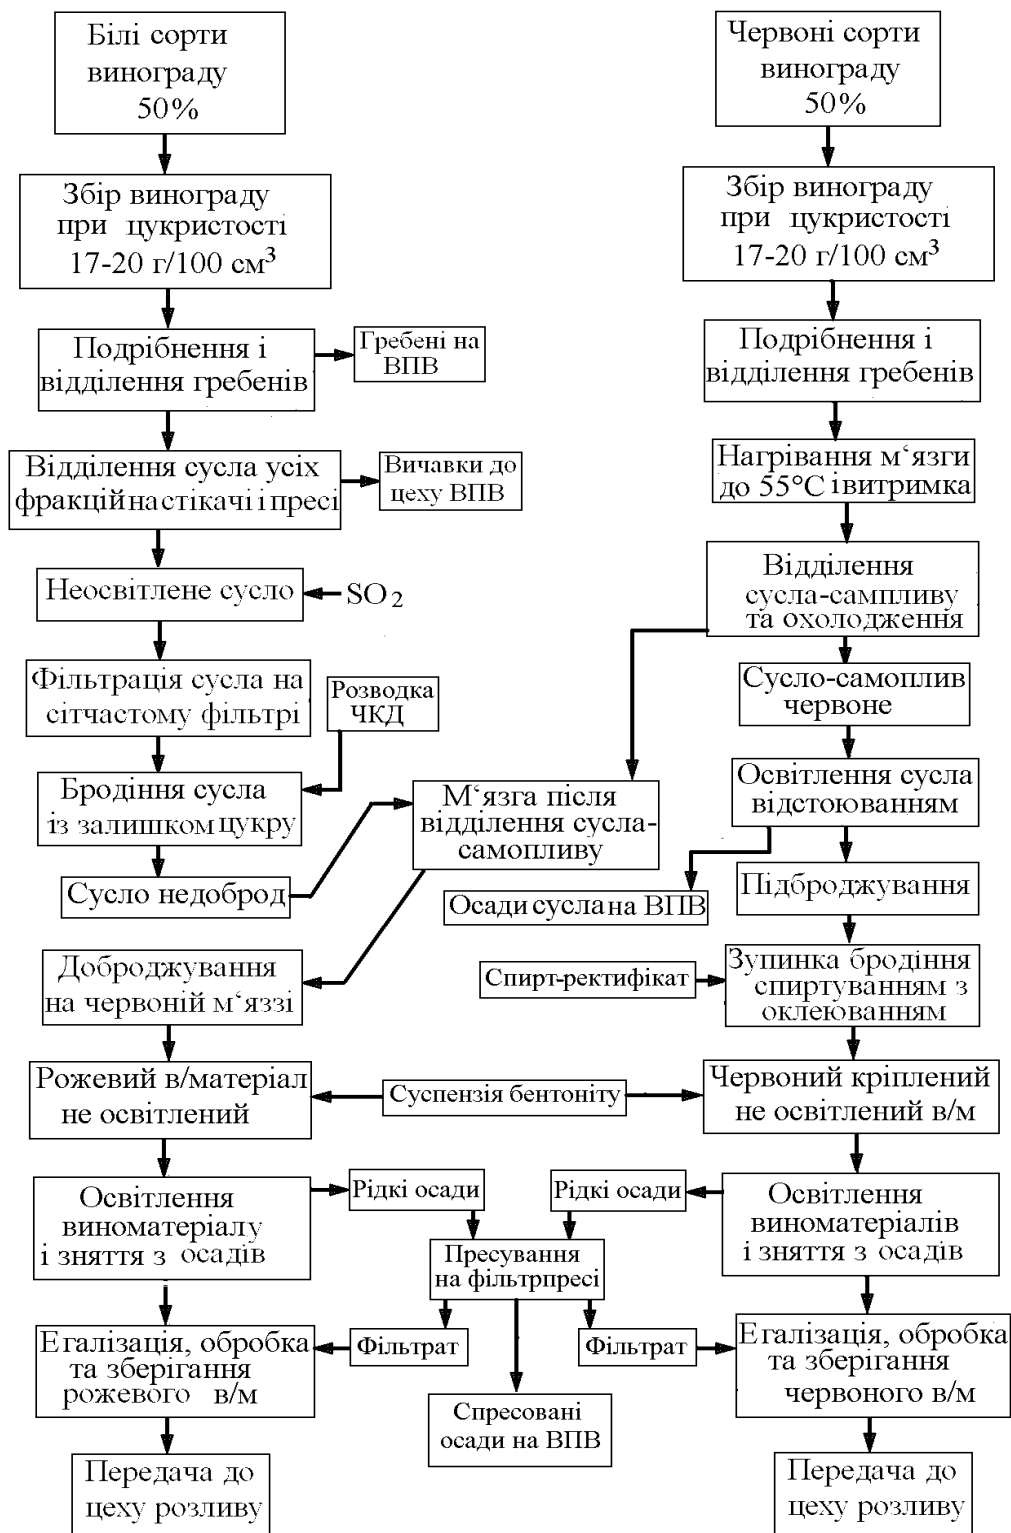 Білі сорти
винограду
50%
Червоні сорти
винограду
50%
Збір винограду
при цукристості
17-20 г/100 см³
Збір винограду
при цукристості
17-20 г/100 см³
Подрібнення і
відділення гребенів
Гребені на
ВПВ
Подрібнення і
відділення гребенів
Відділення сусла усіх
фракцій на стікачі і пресі
Вичавки до
цеху ВПВ
Нагрівання м‘язги
до 55°С і витримка
Неосвітлене сусло
SO₂
Відділення
сусла-сампливу
та охолодження
Фільтрація сусла на
сітчастому фільтрі
Розводка
ЧКД
Сусло-самоплив
червоне
Бродіння сусла
із залишком цукру
М‘язга після
відділення сусла-
самопливу
Освітлення сусла
відстоюванням
Сусло недоброд
Осади сусла на ВПВ
Підброджування
Доброджування
на червоній м‘яззі
Спирт-ректифікат
Зупинка бродіння
спиртуванням з
оклеюванням
Рожевий в/матеріал
не освітлений
Суспензія бентоніту
Червоний кріплений
не освітлений в/м
Освітлення
виноматеріалу
і зняття з осадів
Рідкі осади
Рідкі осади
Освітлення
виноматеріалів
і зняття з осадів
Пресування
на фільтрпресі
Егалізація, обробка
та зберігання
рожевого в/м
Фільтрат
Фільтрат
Егалізація, обробка
та зберігання
червоного в/м
Спресовані
осади на ВПВ
Передача до
цеху розливу
Передача до
цеху розливу